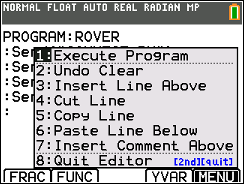 NORMAL FLOAT AUTO REAL RADIAN MP
PROGRAM:ROVER
:Se
:Se
:Se
:Se
1:Execute Program
2:Undo Clear
3:Insert Line Above
4:Cut Line
5:Copy Line
6:Paste Line Below
7:Insert Comment Above
8:Quit Editor [2nd][quit]
FRAC FUNC YVAR MENU